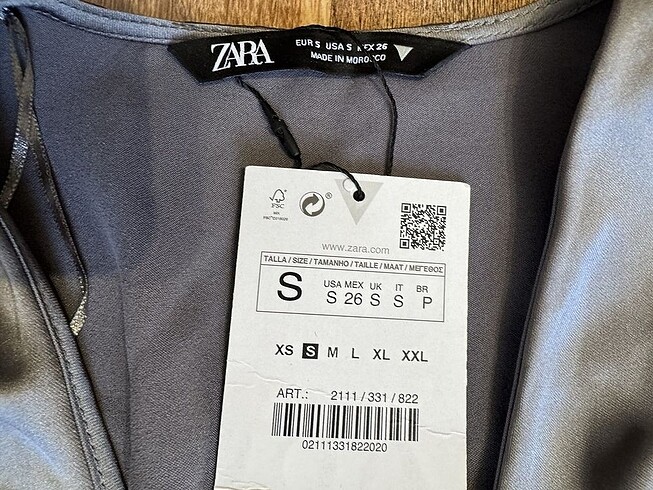 ZARA
EUR S USA S MEX 26
MADE IN MOROCCO
FSC
www.zara.com
TALLA / SIZE / TAMANHO / TAILLE / MAAT / ΜΕΓΕΘΟΣ
S
USA MEX UK IT BR
S 26 S S P
XS S M L XL XXL
ART.: 2111 / 331 / 822
02111331822020